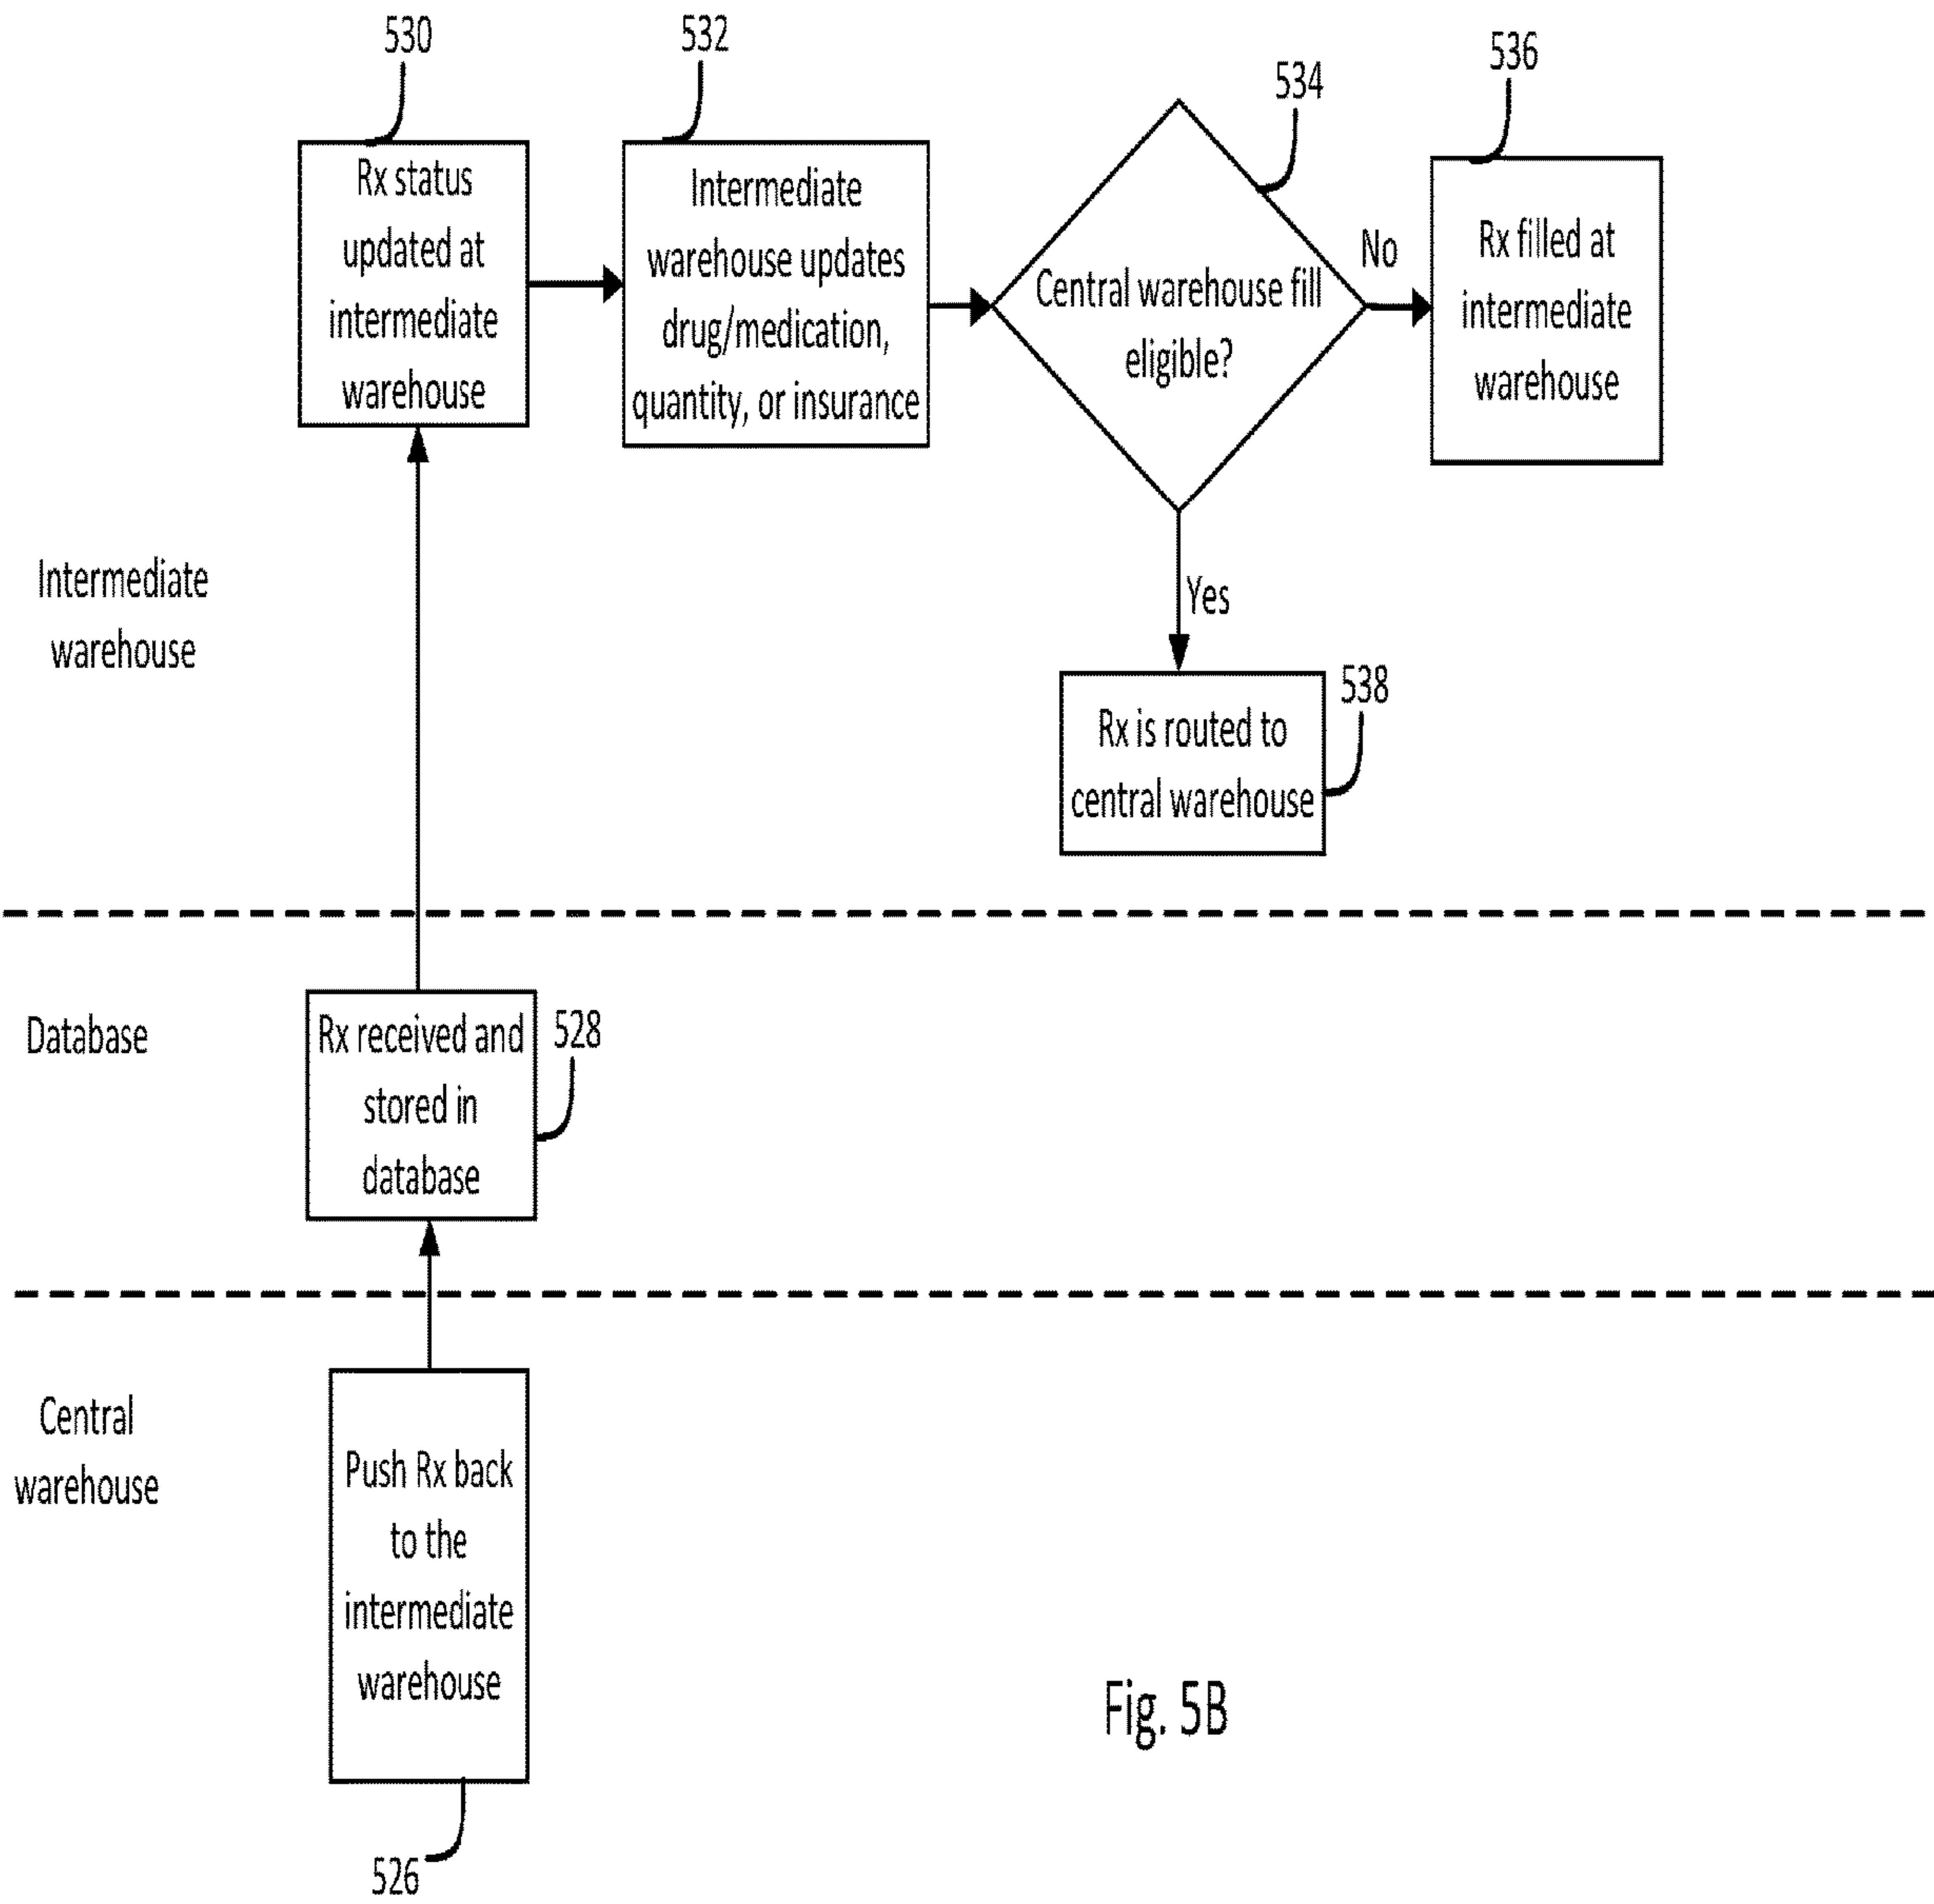 530
532
534
536
Rx status
updated at
intermediate
warehouse
Intermediate
warehouse updates
drug/medication,
quantity, or insurance
Central warehouse fill
eligible?
No
Rx filled at
intermediate
warehouse
Yes
Intermediate
warehouse
538
Rx is routed to
central warehouse
Database
Rx received and
stored in
database
528
Central
warehouse
Push Rx back
to the
intermediate
warehouse
526
Fig. 5B